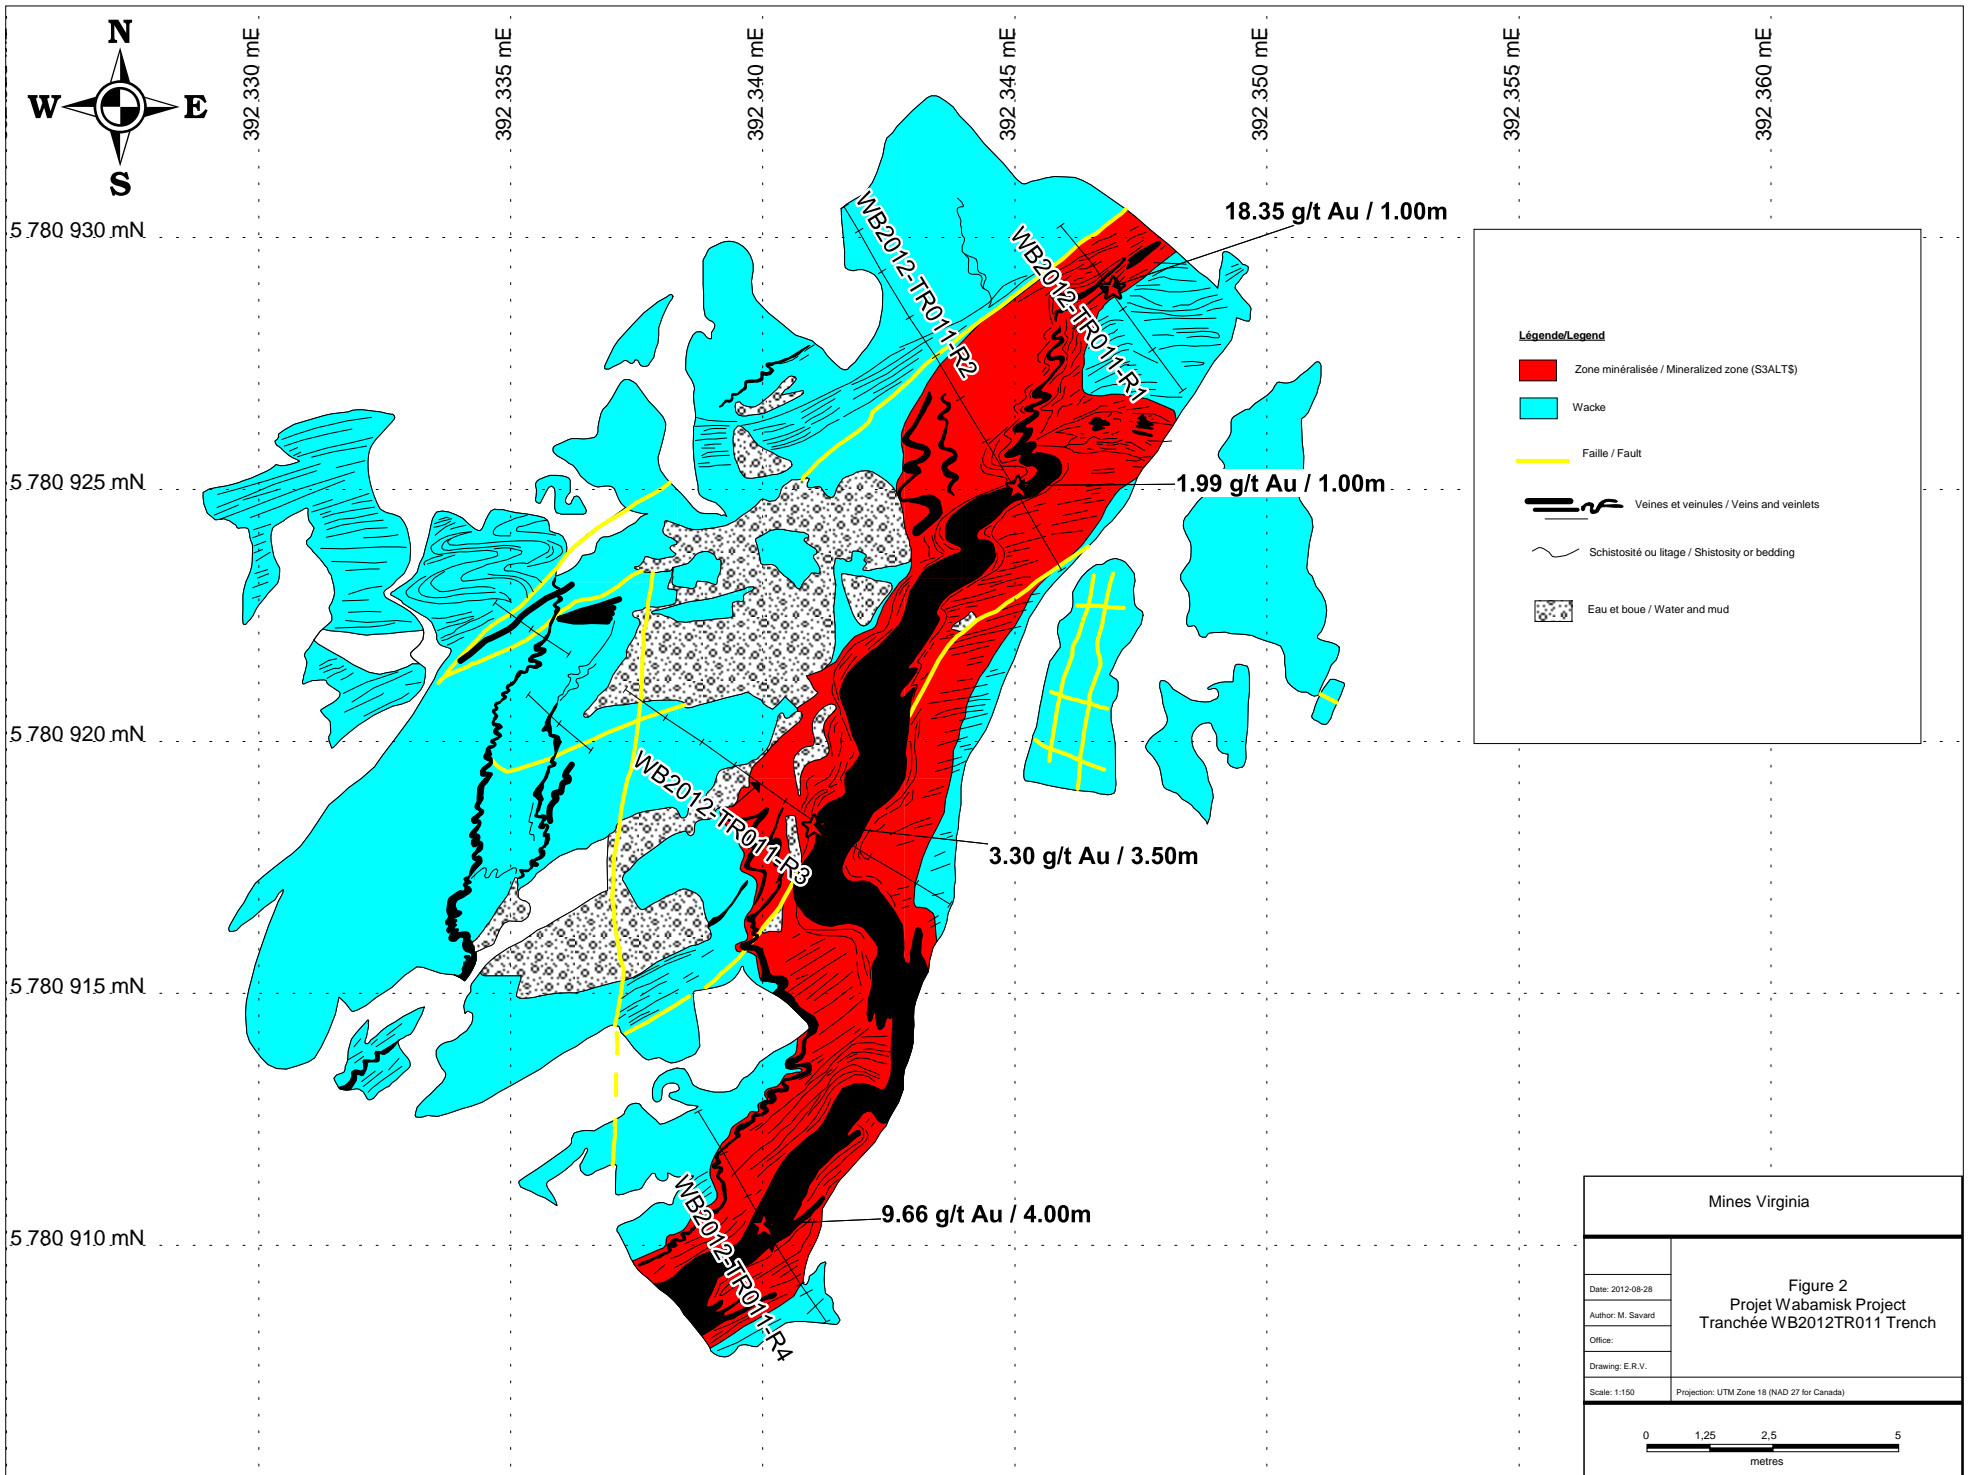 N
W E
S
392 330 mE
392 335 mE
392 340 mE
392 345 mE
392 350 mE
392 355 mE
392 360 mE
5 780 930 mN
5 780 925 mN
5 780 920 mN
5 780 915 mN
5 780 910 mN
WB2012-TR011-R2
WB2012-TR011-R1
18.35 g/t Au / 1.00m
1.99 g/t Au / 1.00m
WB2012-TR011-R3
3.30 g/t Au / 3.50m
WB2012-TR011-R4
9.66 g/t Au / 4.00m
Légende/Legend
Zone minéralisée / Mineralized zone (S3ALT$)
Wacke
Faille / Fault
Veines et veinules / Veins and veinlets
Schistosité ou litage / Shistosity or bedding
Eau et boue / Water and mud
Mines Virginia
Date: 2012-08-28
Author: M. Savard
Office:
Drawing: E.R.V.
Scale: 1:150
Figure 2
Projet Wabamisk Project
Tranchée WB2012TR011 Trench
Projection: UTM Zone 18 (NAD 27 for Canada)
0 1,25 2,5 5
metres